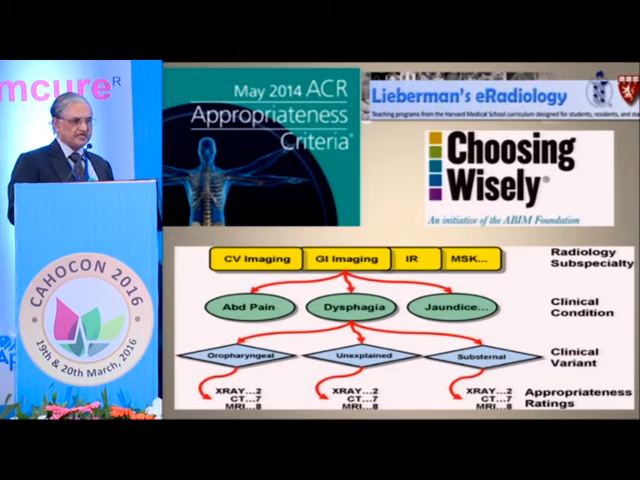 mcure R
CAHOCON 2016
19th & 20th March, 2016
May 2014 ACR
Appropriateness
Criteria®
Lieberman's eRadiology
Teaching programs from the Harvard Medical School curriculum designed for students, residents, and
Choosing
Wisely®
An initiative of the ABIM Foundation
CV Imaging GI Imaging IR MSK...
Radiology
Subspecialty
Abd Pain Dysphagia Jaundice...
Clinical
Condition
Oropharyngeal Unexplained Substernal
Clinical
Variant
XRAY...2 XRAY...2 XRAY...2
CT...7 CT...7 CT...7
MRI...8 MRI...8 MRI...8
Appropriateness
Ratings